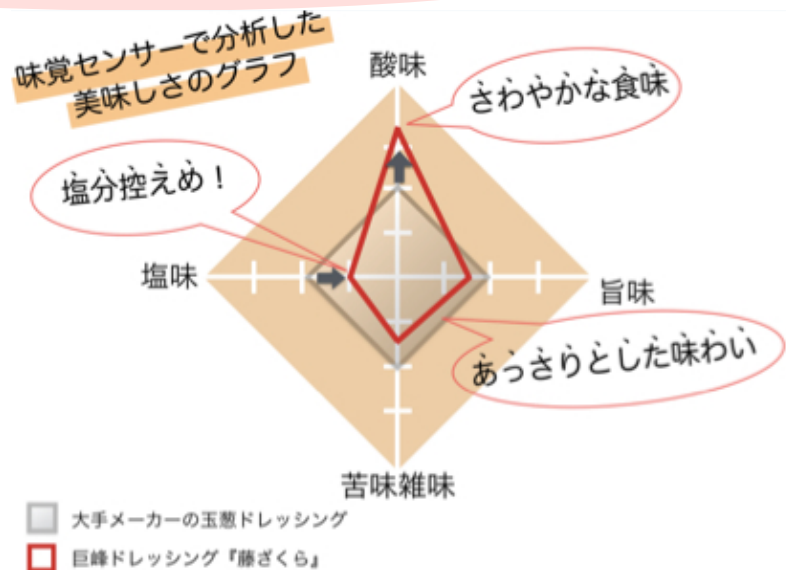 味覚センサーで分析した
美味しさのグラフ
酸味
さわやかな食味
塩分控えめ！
塩味
旨味
あっさりとした味わい
苦味雑味
大手メーカーの玉葱ドレッシング
巨峰ドレッシング『藤ざくら』